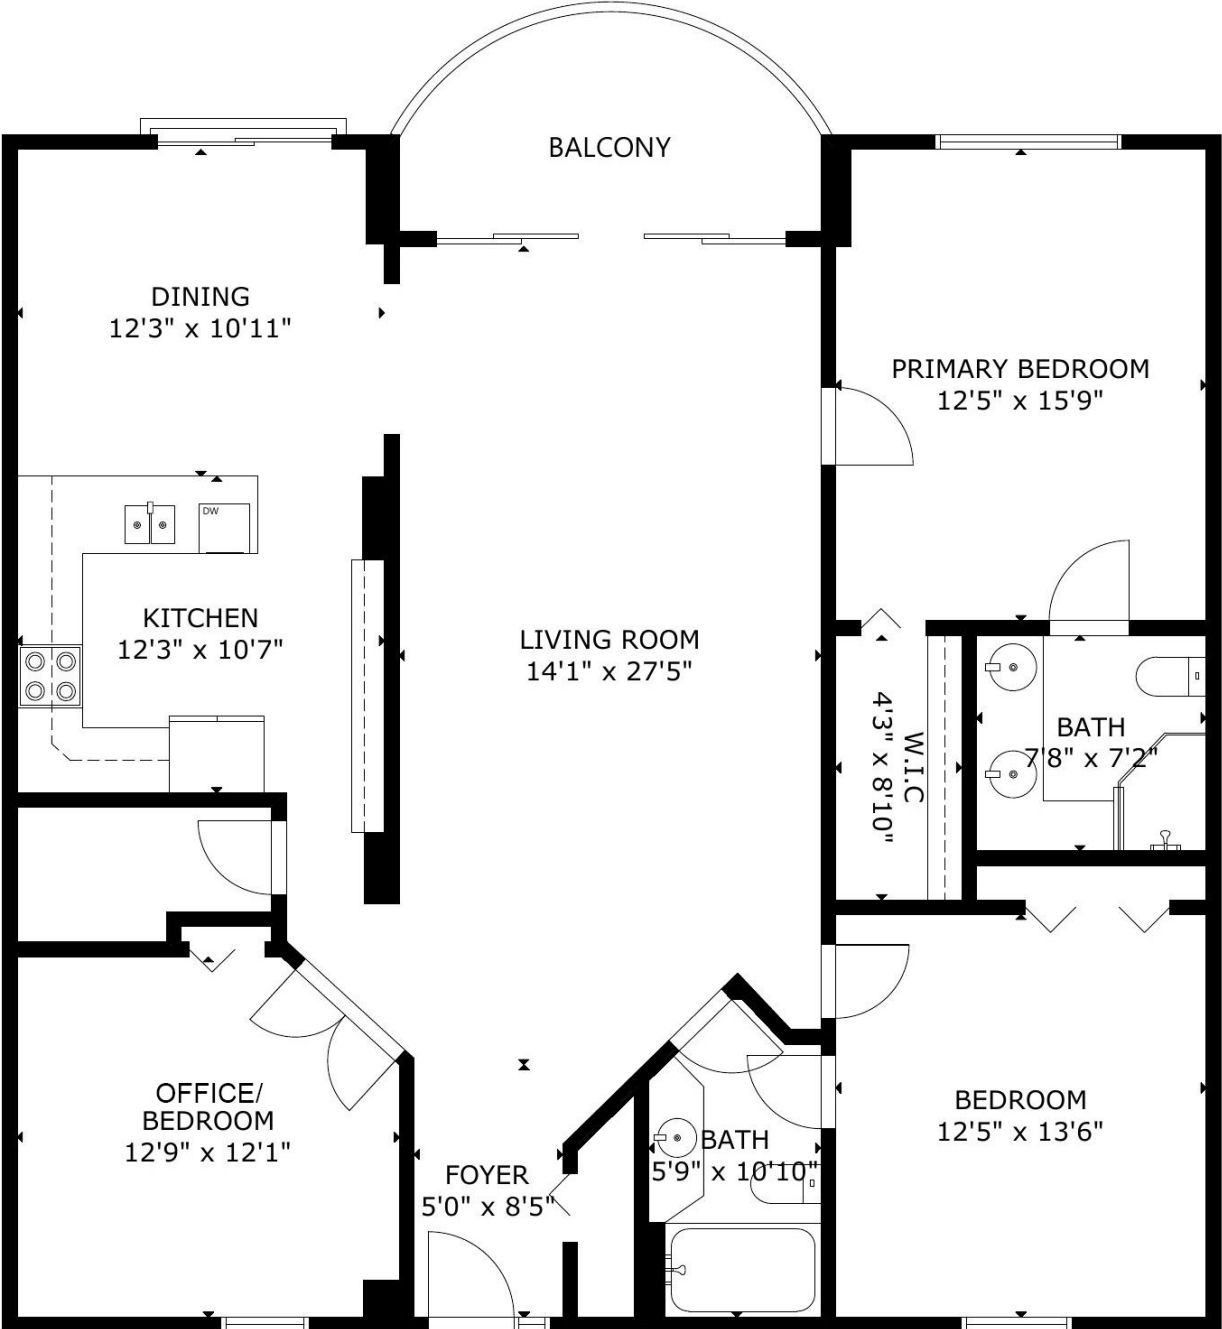 BALCONY
DINING
12'3" x 10'11"
PRIMARY BEDROOM
12'5" x 15'9"
DW
KITCHEN
12'3" x 10'7"
LIVING ROOM
14'1" x 27'5"
W.I.C
4'3" x 8'10"
BATH
7'8" x 7'2"
OFFICE/
BEDROOM
12'9" x 12'1"
FOYER
5'0" x 8'5"
BATH
5'9" x 10'10"
BEDROOM
12'5" x 13'6"